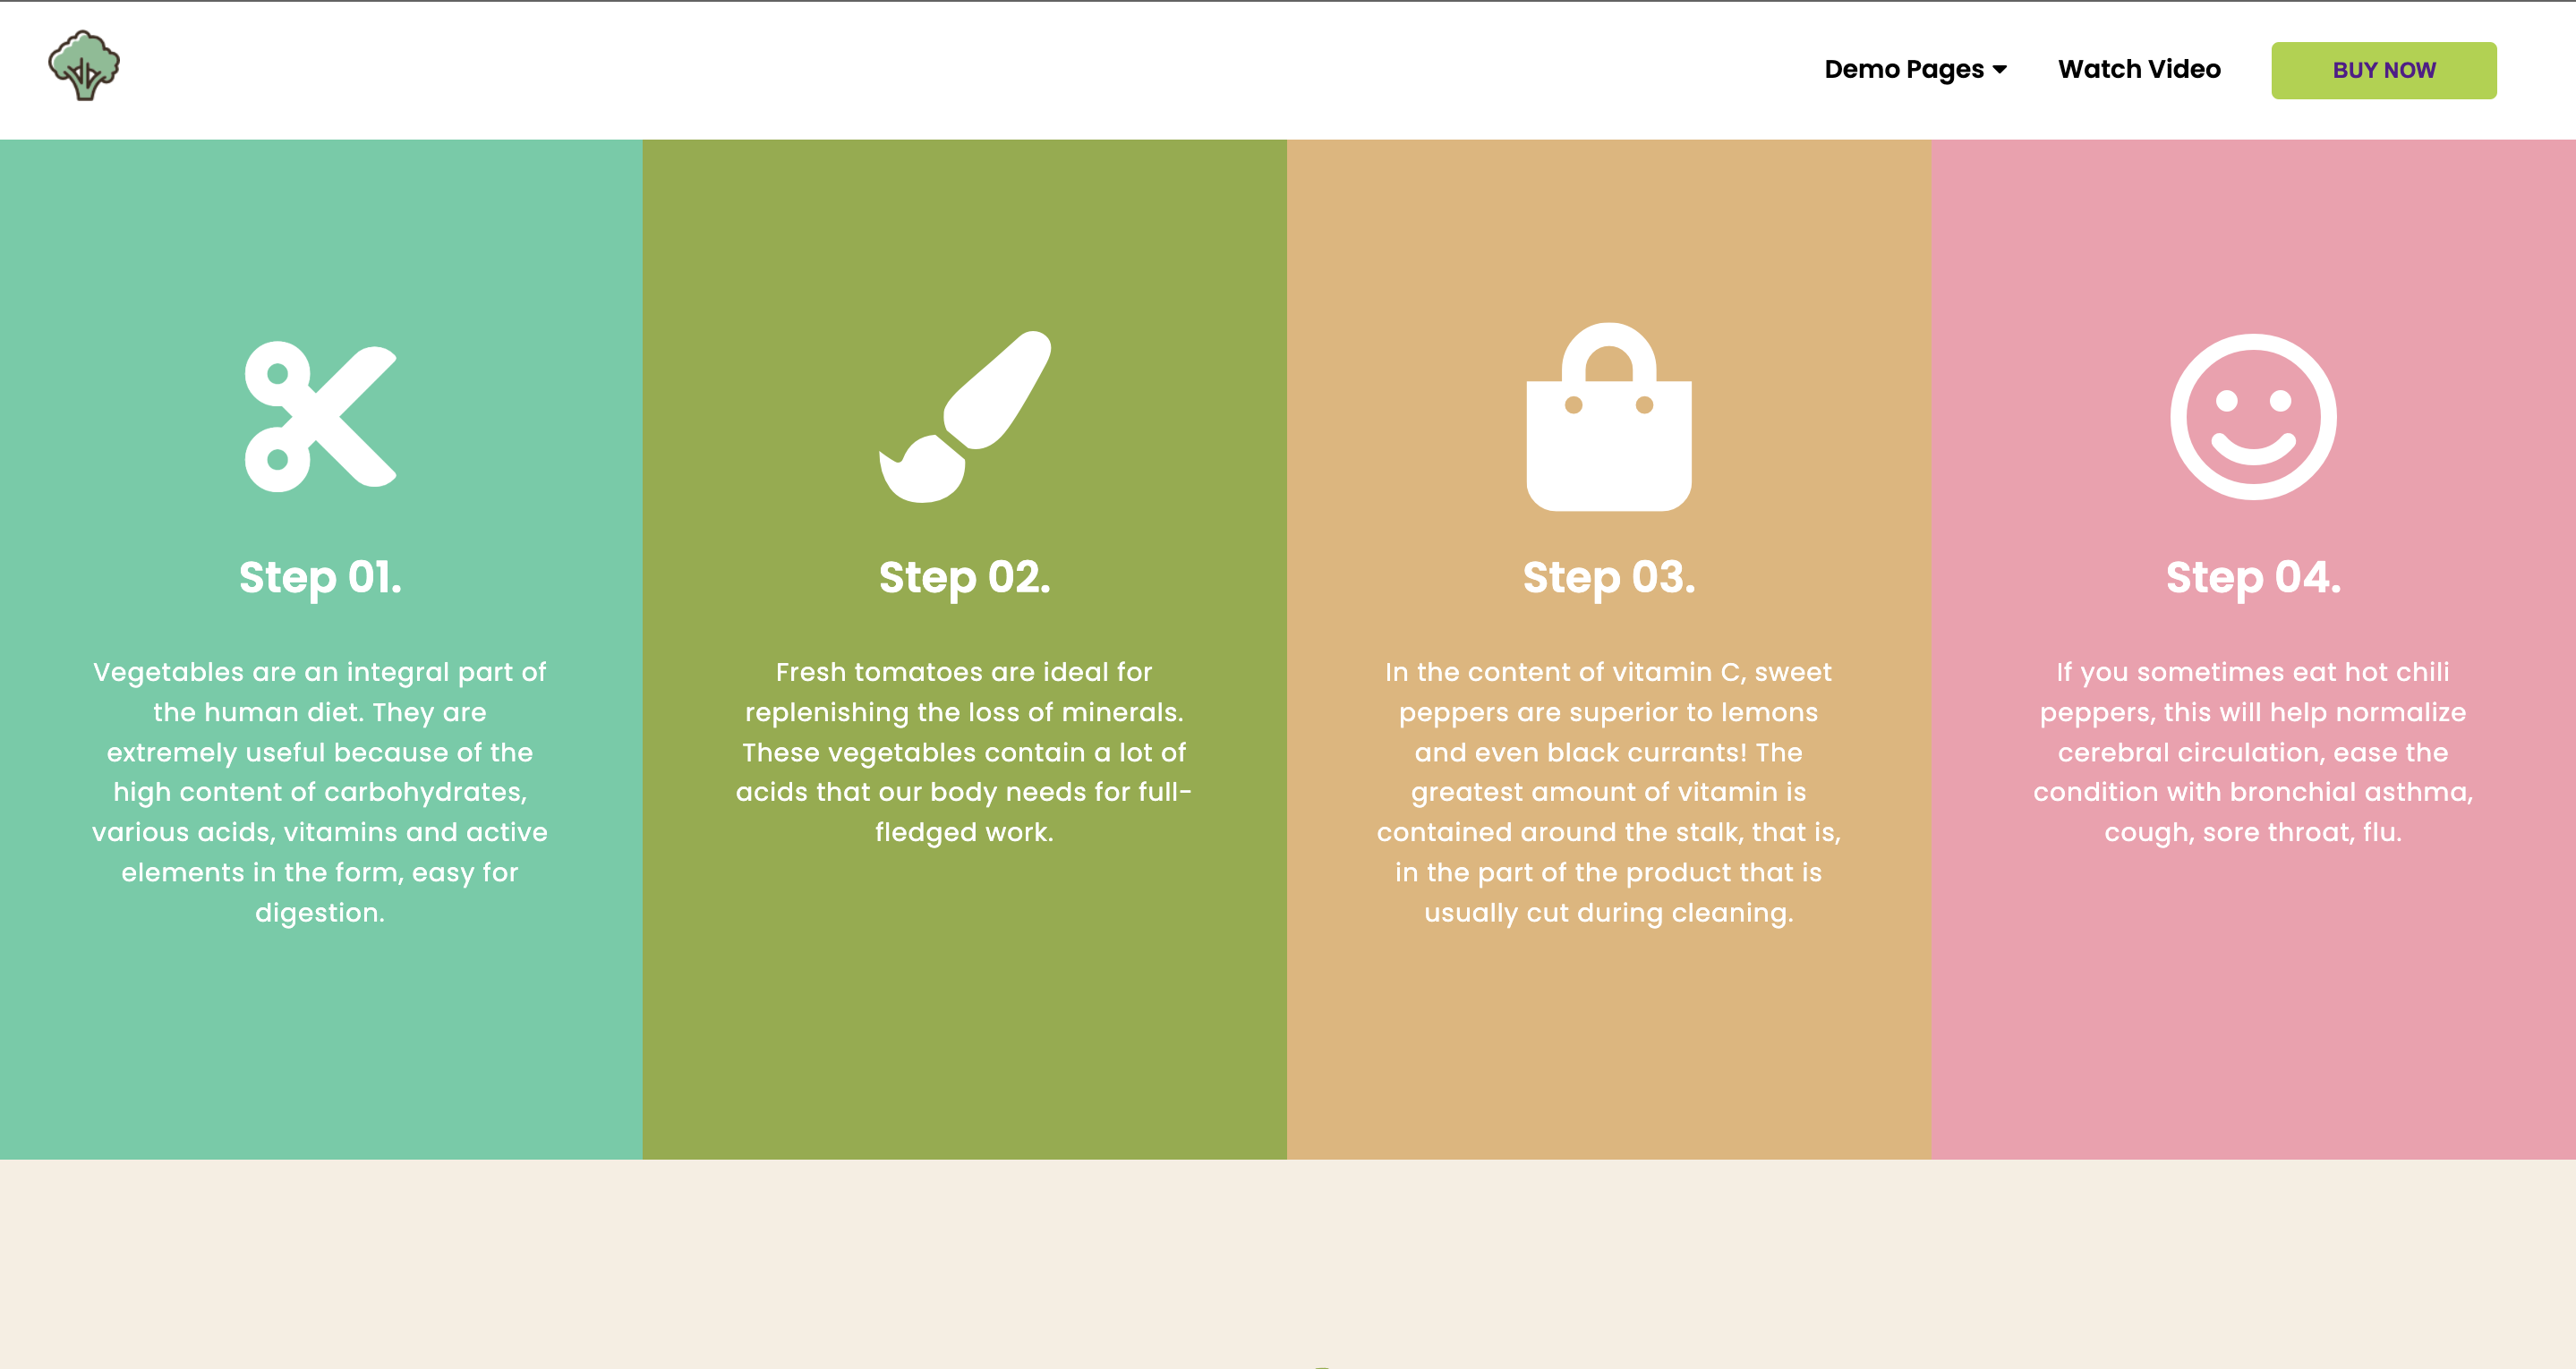 Demo Pages
Watch Video
BUY NOW
Step 01.
Vegetables are an integral part of
the human diet. They are
extremely useful because of the
high content of carbohydrates,
various acids, vitamins and active
elements in the form, easy for
digestion.
Step 02.
Fresh tomatoes are ideal for
replenishing the loss of minerals.
These vegetables contain a lot of
acids that our body needs for full-
fledged work.
Step 03.
In the content of vitamin C, sweet
peppers are superior to lemons
and even black currants! The
greatest amount of vitamin is
contained around the stalk, that is,
in the part of the product that is
usually cut during cleaning.
Step 04.
If you sometimes eat hot chili
peppers, this will help normalize
cerebral circulation, ease the
condition with bronchial asthma,
cough, sore throat, flu.